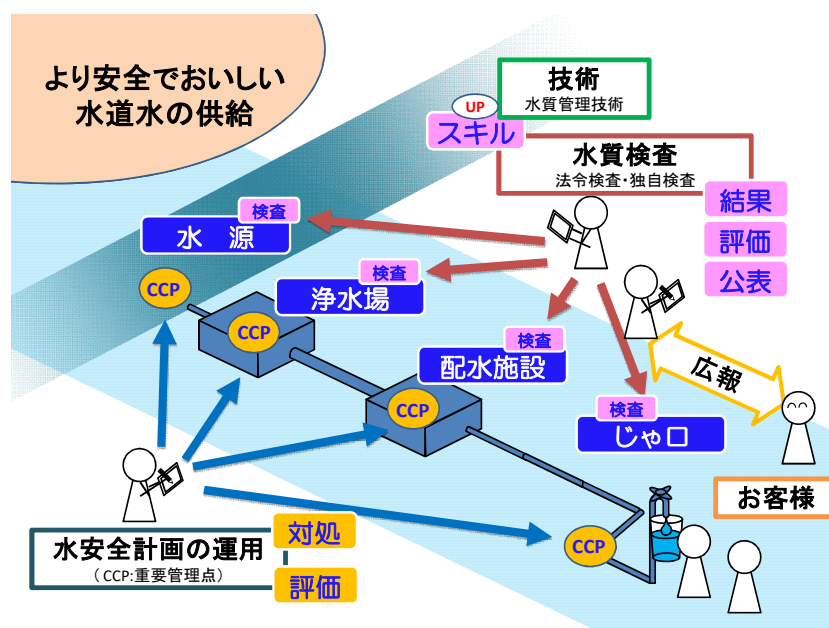 より安全でおいしい
水道水の供給
技術
水質管理技術
UP
スキル
水質検査
法令検査・独自検査
結果
評価
公表
検査
水 源
検査
浄水場
検査
配水施設
検査
じゃ口
CCP
CCP
CCP
CCP
広報
お客様
水安全計画の運用
（CCP:重要管理点）
対処
評価